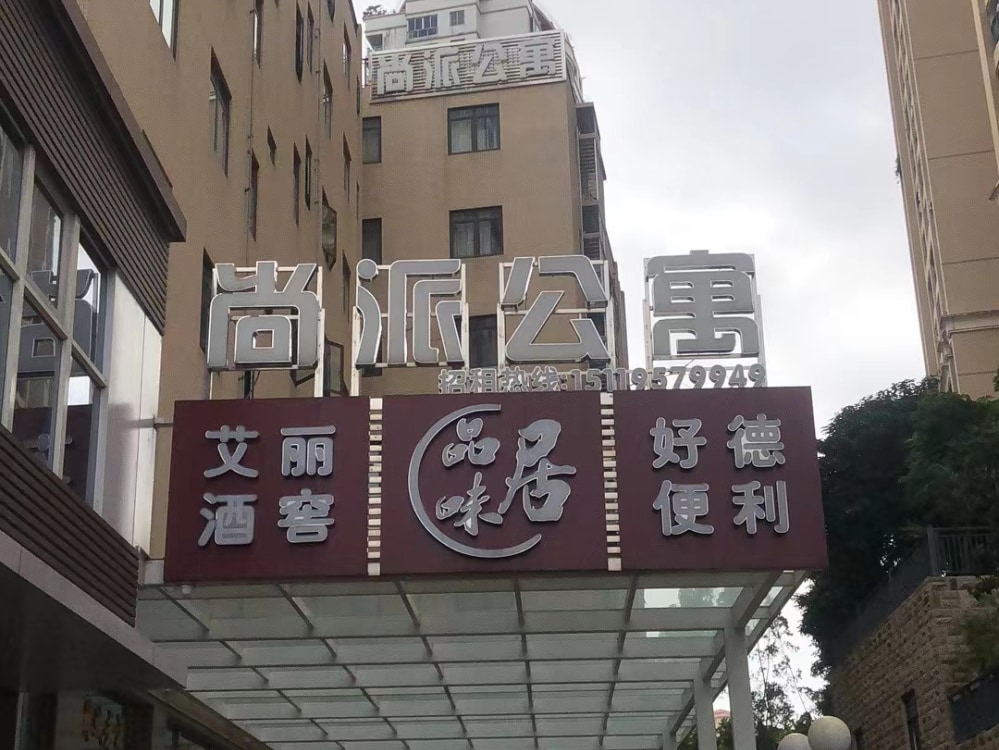 尚派公寓
尚派公寓
招租热线:15119579949
艾丽
酒窖
品味居
好德
便利